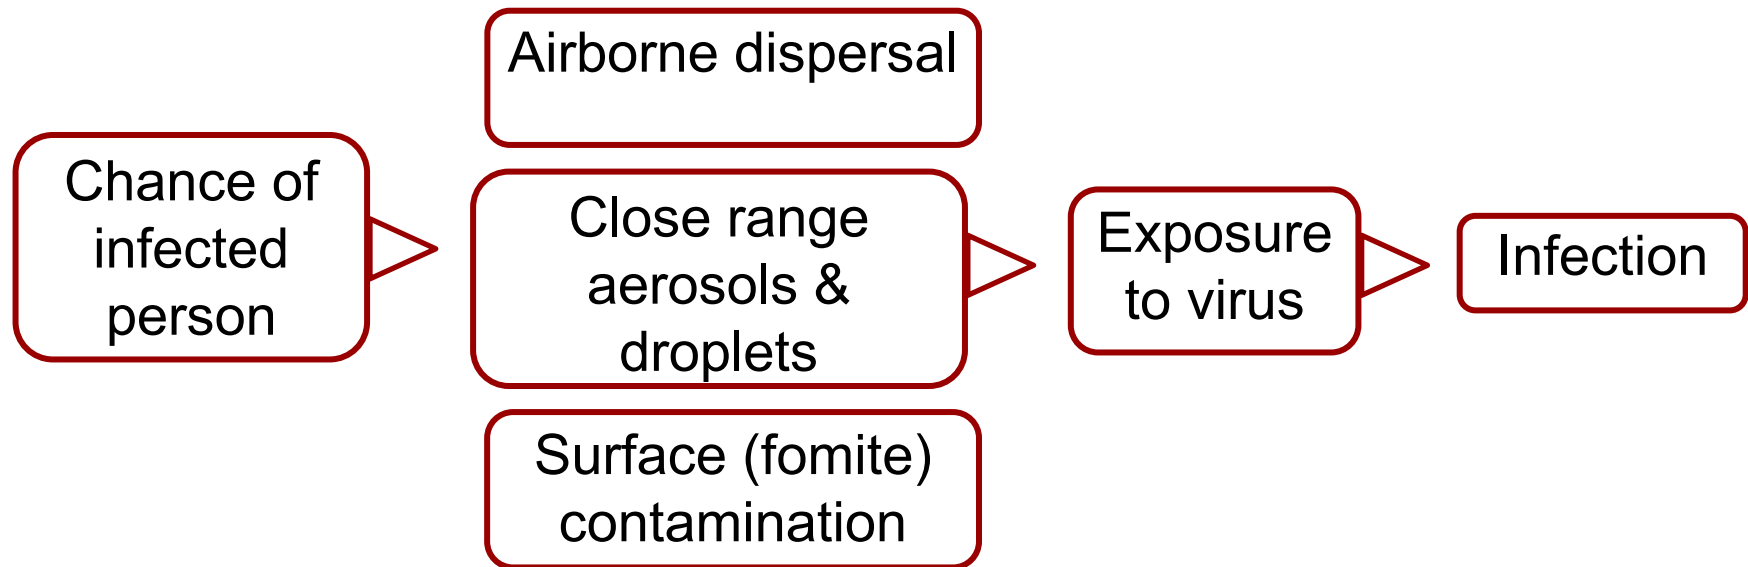 Chance of
infected
person
Airborne dispersal
Close range
aerosols &
droplets
Surface (fomite)
contamination
Exposure
to virus
Infection